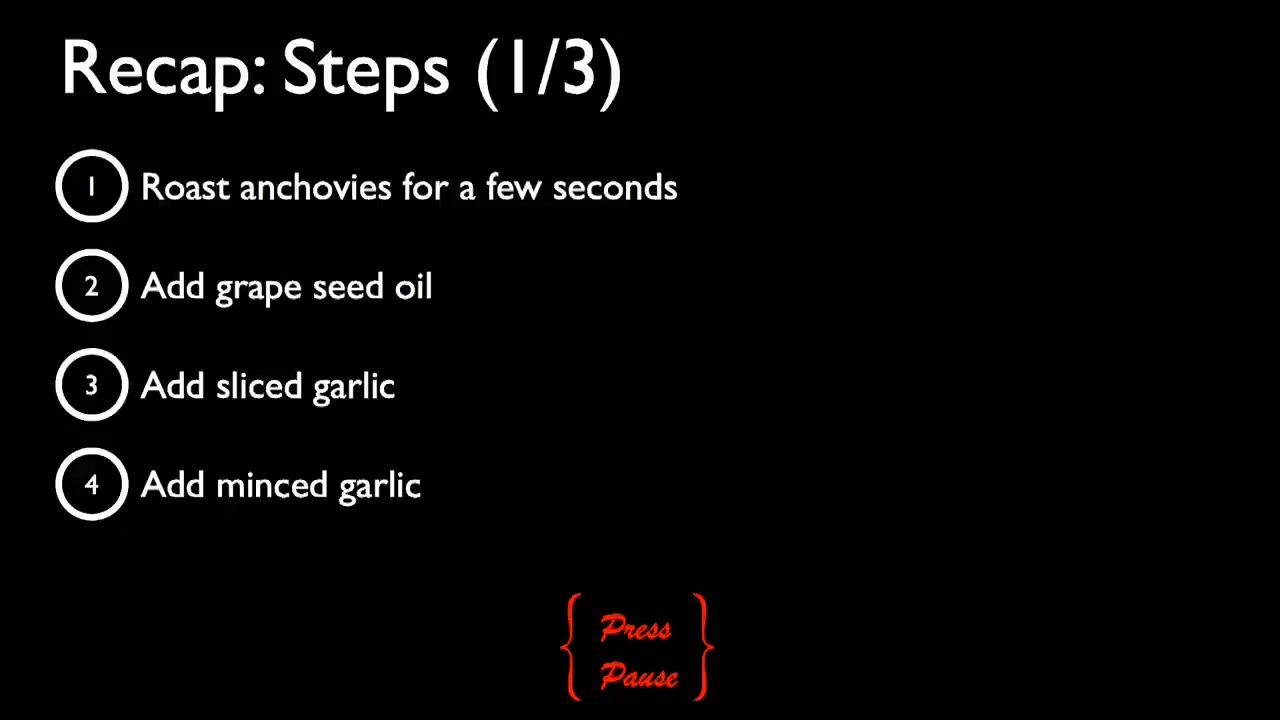 Recap: Steps (1/3)
1 Roast anchovies for a few seconds
2 Add grape seed oil
3 Add sliced garlic
4 Add minced garlic
Press
Pause